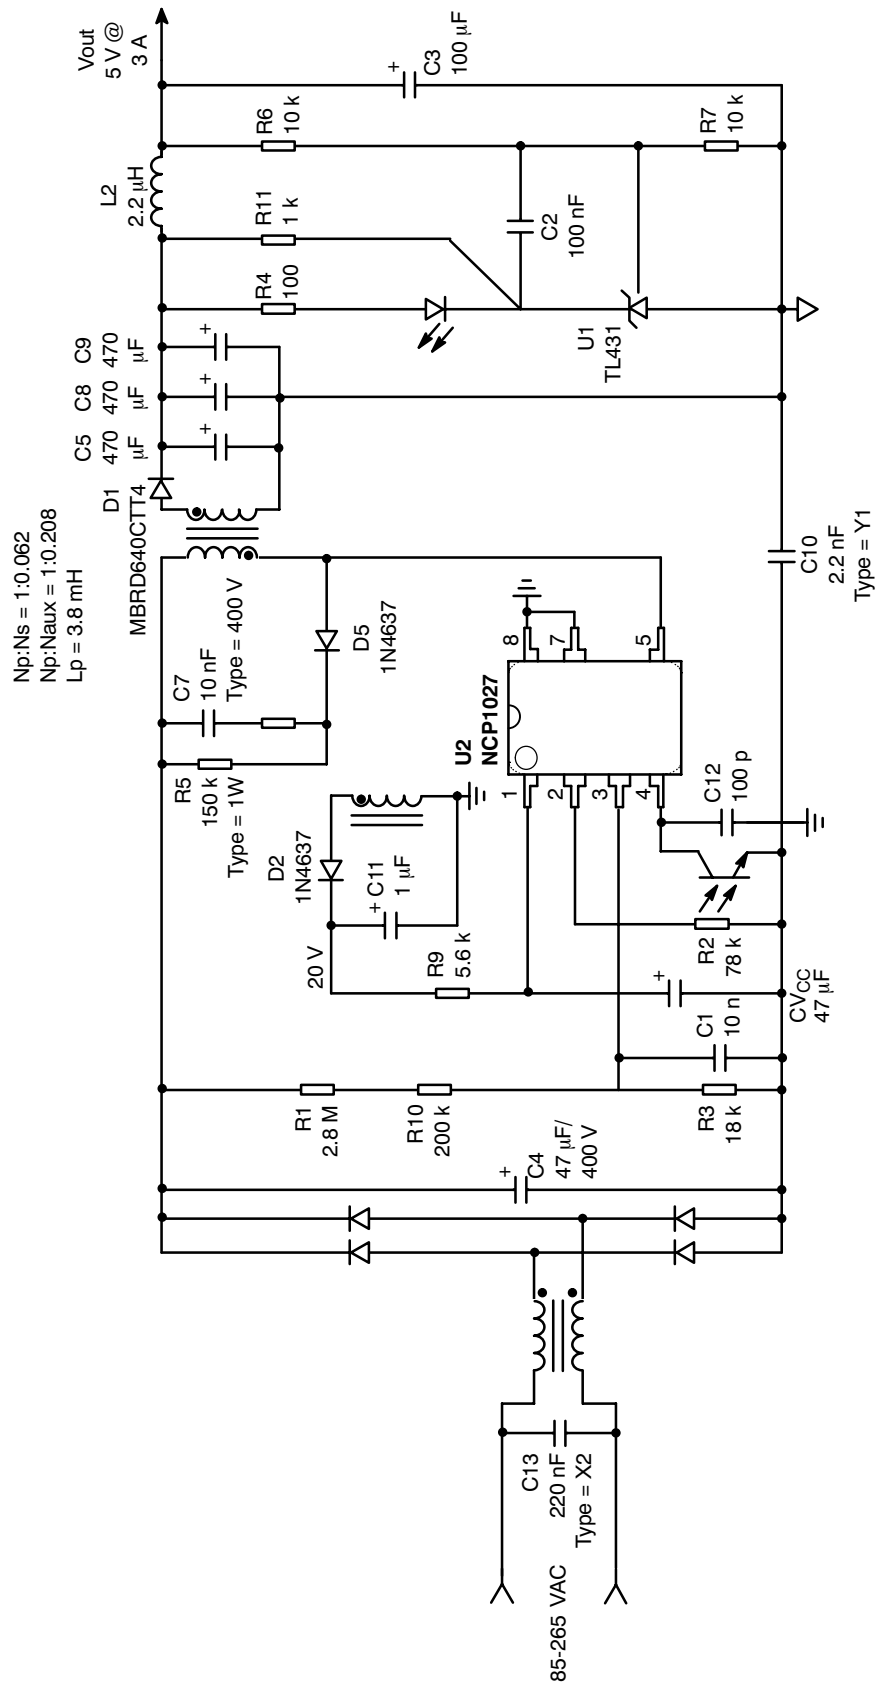 Np:Ns = 1:0.062
Np:Naux = 1:0.208
Lp = 3.8 mH
85-265 VAC
C13
220 nF
Type = X2
C4
47 µF/
400 V
+
R1
2.8 M
R10
200 k
R3
18 k
C1
10 n
CVCC
47 µF
+
20 V
R9
5.6 k
D2
1N4637
C11
1 µF
+
R2
78 k
R5
150 k
Type = 1W
C7
10 nF
Type = 400 V
D5
1N4637
U2
NCP1027
1
2
3
4
8
7
5
C12
100 p
C10
2.2 nF
Type = Y1
D1
MBRD640CTT4
C5
470
µF
+
C8
470
µF
+
C9
470
µF
+
R4
100
R11
1 k
L2
2.2 µH
R6
10 k
C2
100 nF
U1
TL431
R7
10 k
C3
100 µF
+
Vout
5 V @
3 A